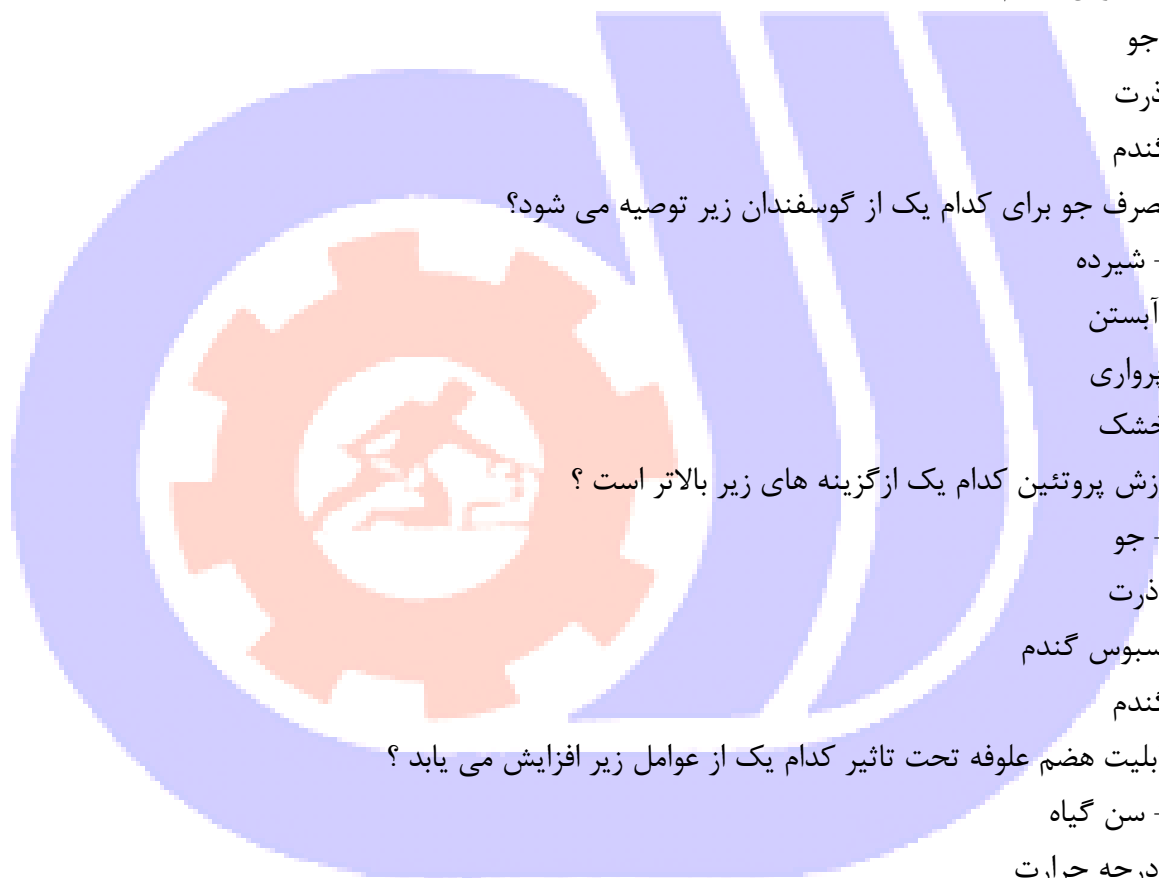 جو
ذرت
گندم
صرف جو برای کدام یک از گوسفندان زیر توصیه می شود؟
- شیرده
آبستن
پرواری
خشک
زش پروتئین کدام یک ازگزینه های زیر بالاتر است ؟
- جو
ذرت
سبوس گندم
گندم
بلیت هضم علوفه تحت تاثیر کدام یک از عوامل زیر افزایش می یابد ؟
- سن گیاه
درجه حرارت